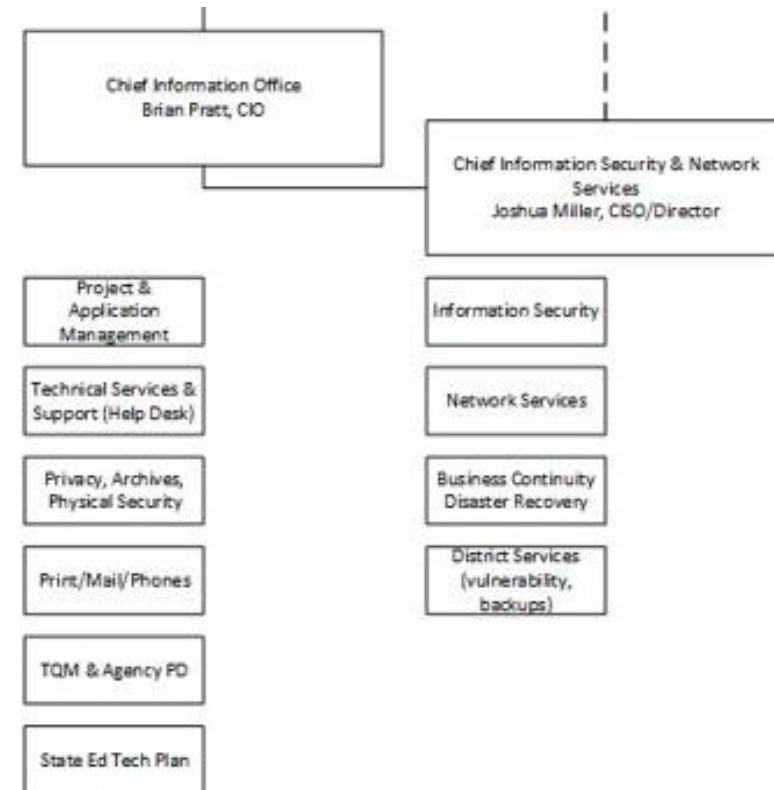 Chief Information Office
Brian Pratt, CIO
Chief Information Security & Network
Services
Joshua Miller, CISO/Director
Project &
Application
Management
Technical Services &
Support (Help Desk)
Privacy, Archives,
Physical Security
Print/Mail/Phones
TQM & Agency PD
State Ed Tech Plan
Information Security
Network Services
Business Continuity
Disaster Recovery
District Services
(vulnerability,
backups)